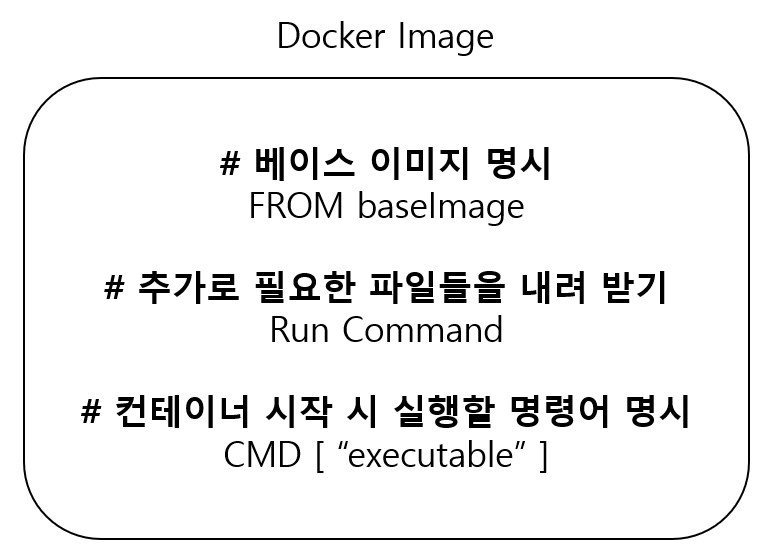 Docker Image
# 베이스 이미지 명시
FROM baseImage
# 추가로 필요한 파일들을 내려 받기
Run Command
# 컨테이너 시작 시 실행할 명령어 명시
CMD [ “executable” ]